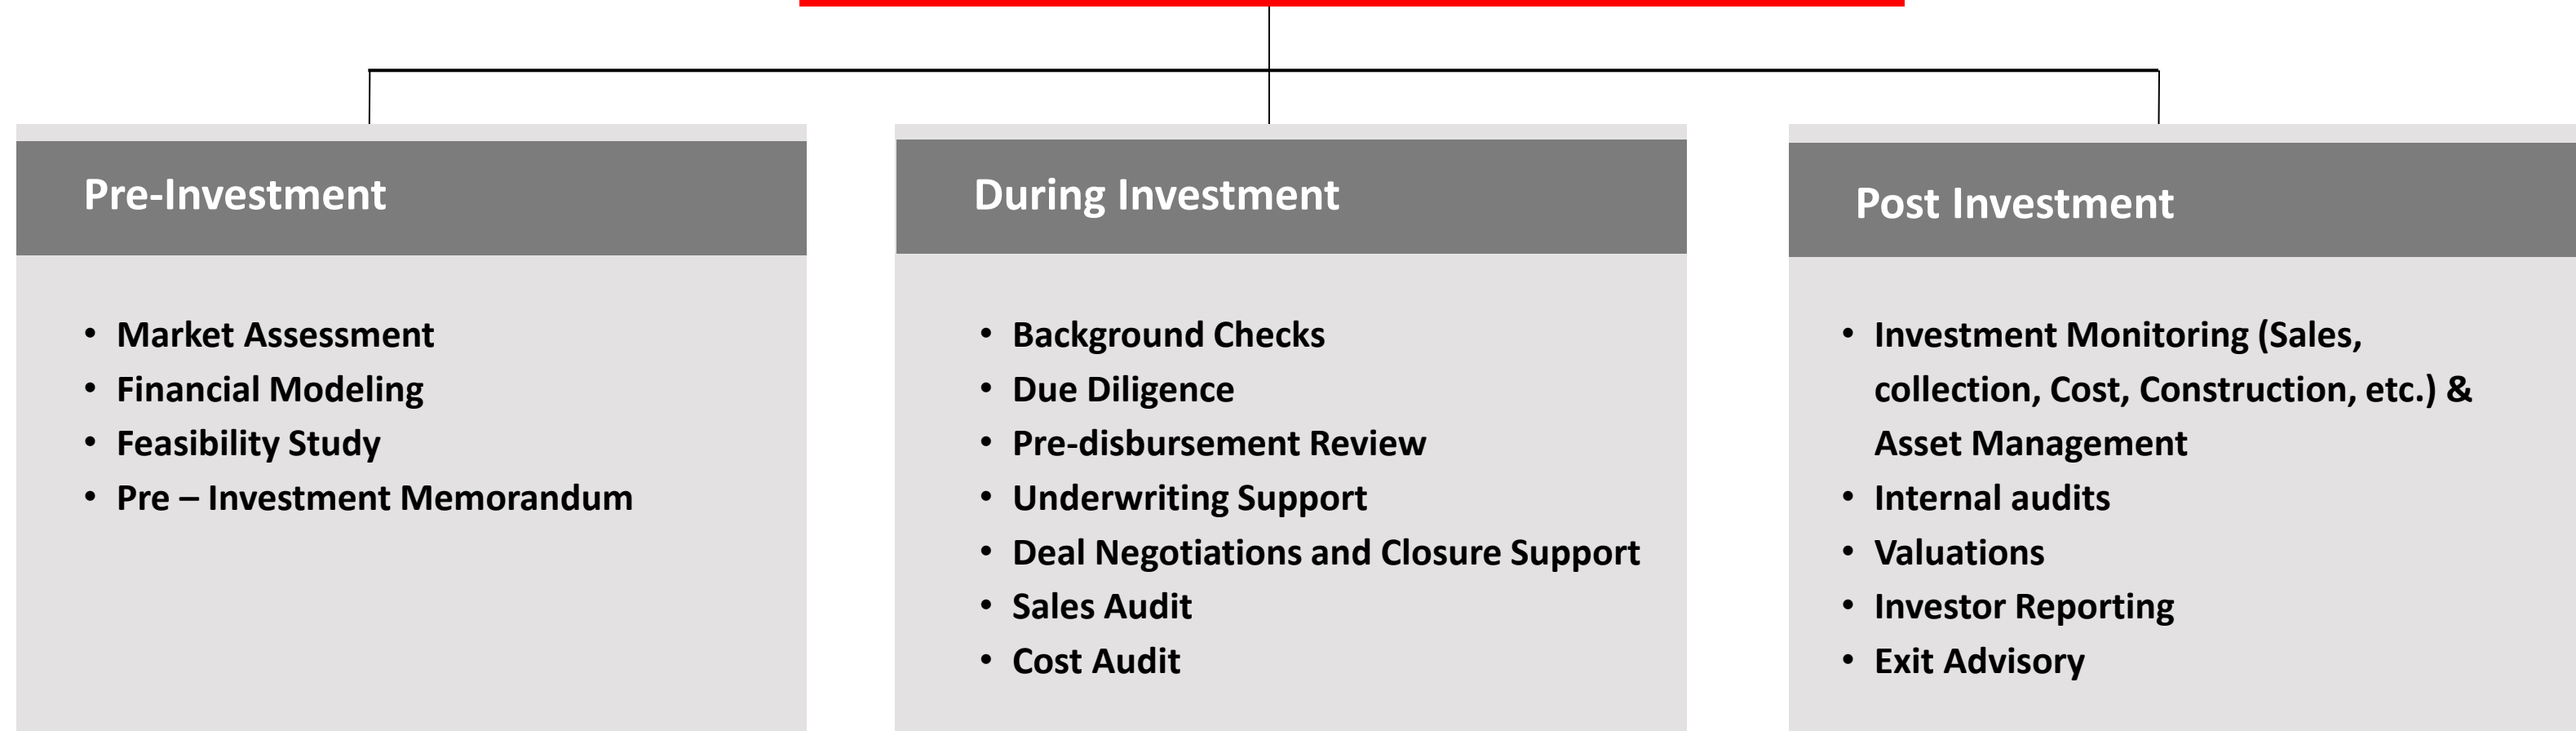 Pre-Investment
• Market Assessment
• Financial Modeling
• Feasibility Study
• Pre – Investment Memorandum
During Investment
• Background Checks
• Due Diligence
• Pre-disbursement Review
• Underwriting Support
• Deal Negotiations and Closure Support
• Sales Audit
• Cost Audit
Post Investment
• Investment Monitoring (Sales,
collection, Cost, Construction, etc.) &
Asset Management
• Internal audits
• Valuations
• Investor Reporting
• Exit Advisory